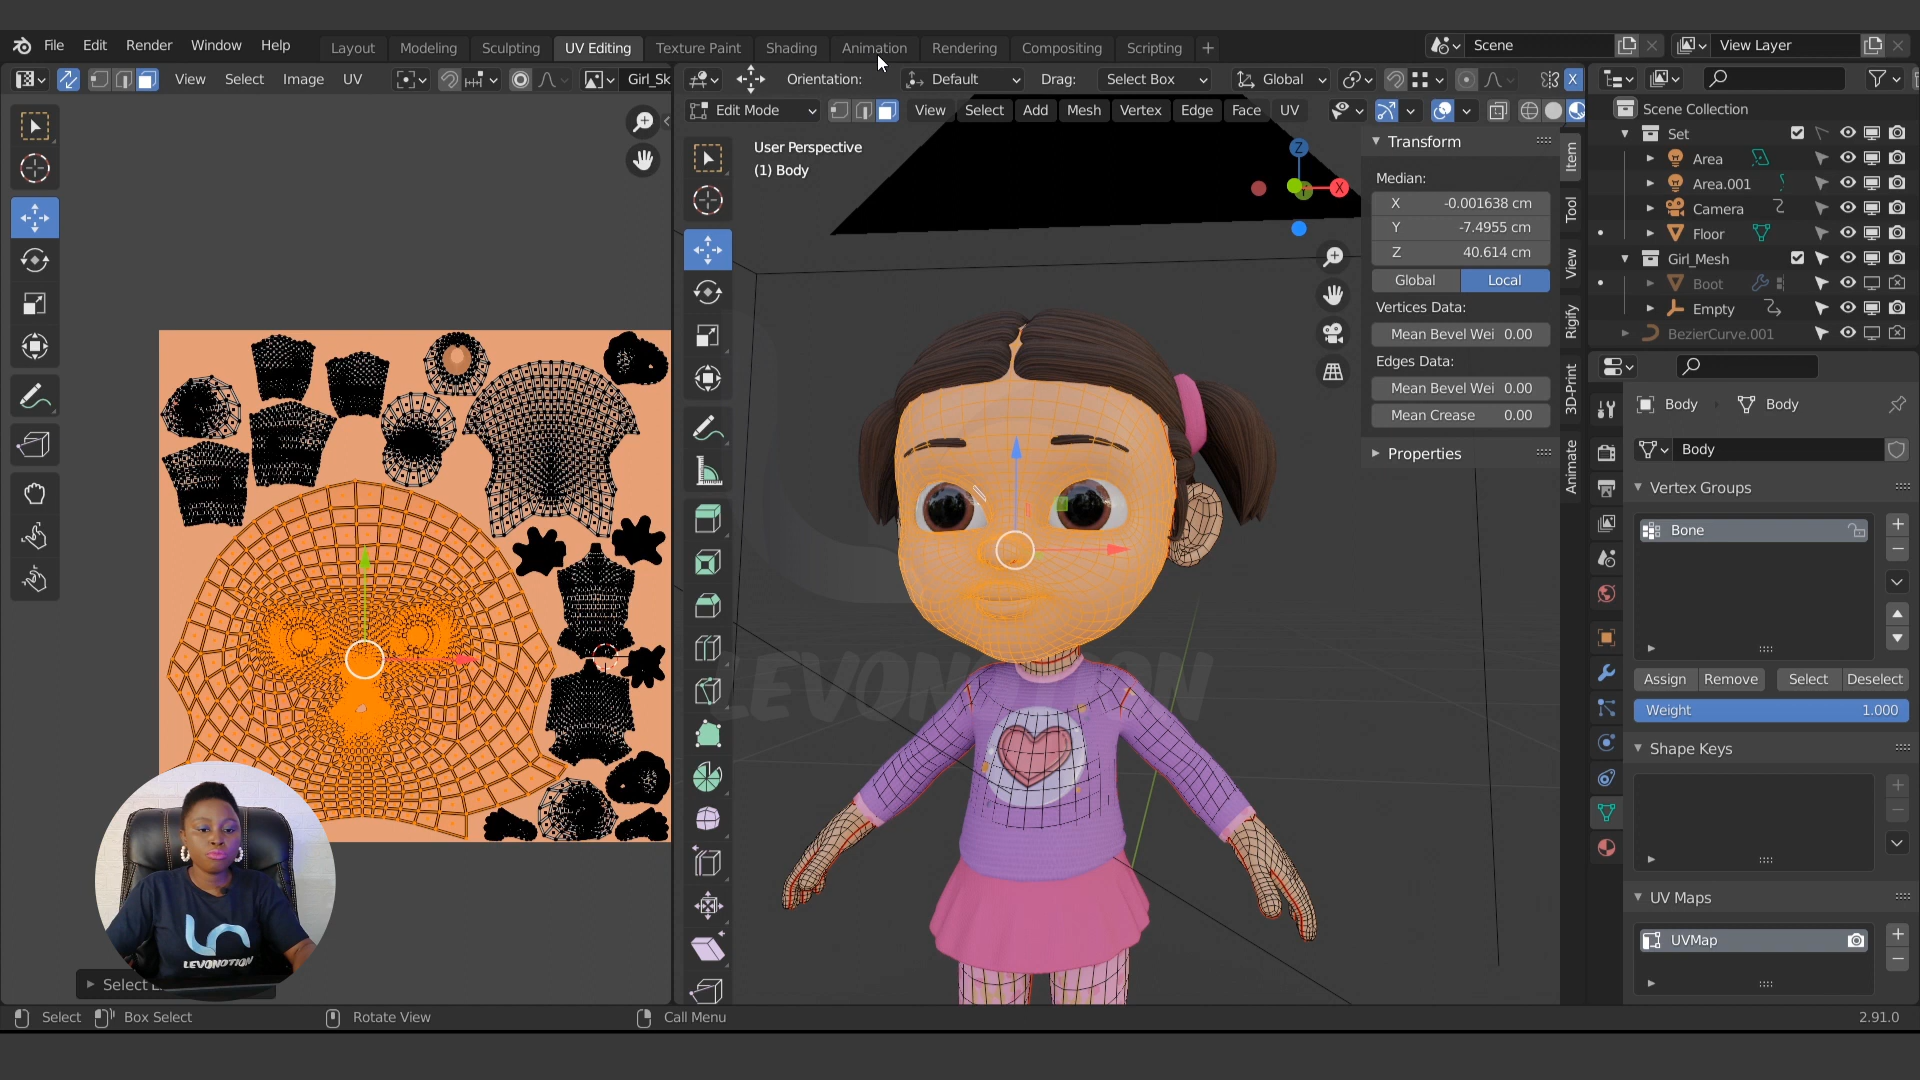 File Edit Render Window Help Layout Modeling Sculpting UV Editing Texture Paint Shading Animation Rendering Compositing Scripting + Scene View Layer
View Select Image UV Girl_Sk Orientation: Default Drag: Select Box Global X
Edit Mode View Select Add Mesh Vertex Edge Face UV
User Perspective
(1) Body
Z
X
Y
Transform
Median:
X -0.001638 cm
Y -7.4955 cm
Z 40.614 cm
Global Local
Vertices Data:
Mean Bevel Wei 0.00
Edges Data:
Mean Bevel Wei 0.00
Mean Crease 0.00
Properties
Item
Tool
View
Rigify
3D-Print
Animate
Scene Collection
Set
Area
Area.001
Camera
Floor
Girl_Mesh
Boot
Empty
BezierCurve.001
Body Body
Body
Vertex Groups
Bone
Assign Remove Select Deselect
Weight 1.000
Shape Keys
UV Maps
UVMap
LEVONOTION
LEVONOTION
Select
Select Box Select Rotate View Call Menu 2.91.0